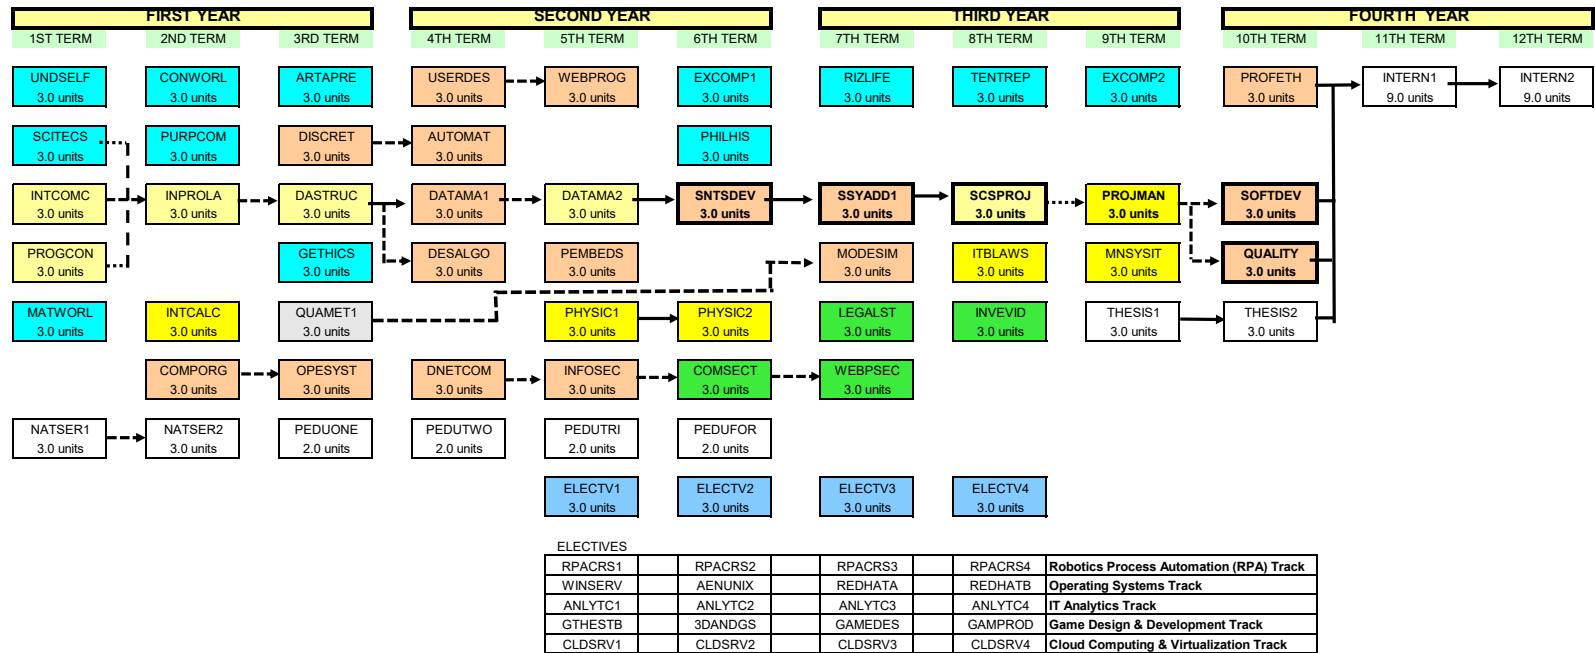 FIRST YEAR SECOND YEAR THIRD YEAR FOURTH YEAR
1ST TERM 2ND TERM 3RD TERM 4TH TERM 5TH TERM 6TH TERM 7TH TERM 8TH TERM 9TH TERM 10TH TERM 11TH TERM 12TH TERM
UNDSELF CONWORL ARTAPRE USERDES WEBPROG EXCOMP1 RIZLIFE TENTREP EXCOMP2 PROFETH INTERN1 INTERN2
3.0 units 3.0 units 3.0 units 3.0 units 3.0 units 3.0 units 3.0 units 3.0 units 3.0 units 3.0 units 9.0 units 9.0 units
SCITECS PURPCOM DISCRET AUTOMAT PHILHIS
3.0 units 3.0 units 3.0 units 3.0 units 3.0 units
INTCOMC INPROLA DASTRUC DATAMA1 DATAMA2 SNTSDEV SSYADD1 SCSPROJ PROJMAN SOFTDEV
3.0 units 3.0 units 3.0 units 3.0 units 3.0 units 3.0 units 3.0 units 3.0 units 3.0 units 3.0 units
PROGCON GETHICS DESALGO PEMBEDS MODESIM ITBLAWS MNSYSIT QUALITY
3.0 units 3.0 units 3.0 units 3.0 units 3.0 units 3.0 units 3.0 units 3.0 units
MATWORL INTCALC QUAMET1 PHYSIC1 PHYSIC2 LEGALST INVEVID THESIS1 THESIS2
3.0 units 3.0 units 3.0 units 3.0 units 3.0 units 3.0 units 3.0 units 3.0 units 3.0 units
COMPORG OPESYST DNETCOM INFOSEC COMSECT WEBPSEC
3.0 units 3.0 units 3.0 units 3.0 units 3.0 units 3.0 units
NATSER1 NATSER2 PEDUONE PEDUTWO PEDUTRI PEDUFOR
3.0 units 3.0 units 2.0 units 2.0 units 2.0 units 2.0 units
ELECTV1 ELECTV2 ELECTV3 ELECTV4
3.0 units 3.0 units 3.0 units 3.0 units
ELECTIVES
RPACRS1 RPACRS2 RPACRS3 RPACRS4 Robotics Process Automation (RPA) Track
WINSERV AENUNIX REDHATA REDHATB Operating Systems Track
ANLYTC1 ANLYTC2 ANLYTC3 ANLYTC4 IT Analytics Track
GTHESTB 3DANDGS GAMEDES GAMPROD Game Design & Development Track
CLDSRV1 CLDSRV2 CLDSRV3 CLDSRV4 Cloud Computing & Virtualization Track